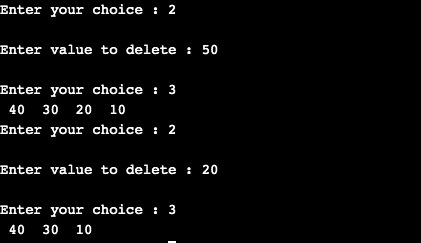 Enter your choice : 2
Enter value to delete : 50
Enter your choice : 3
40  30  20  10
Enter your choice : 2
Enter value to delete : 20
Enter your choice : 3
40  30  10